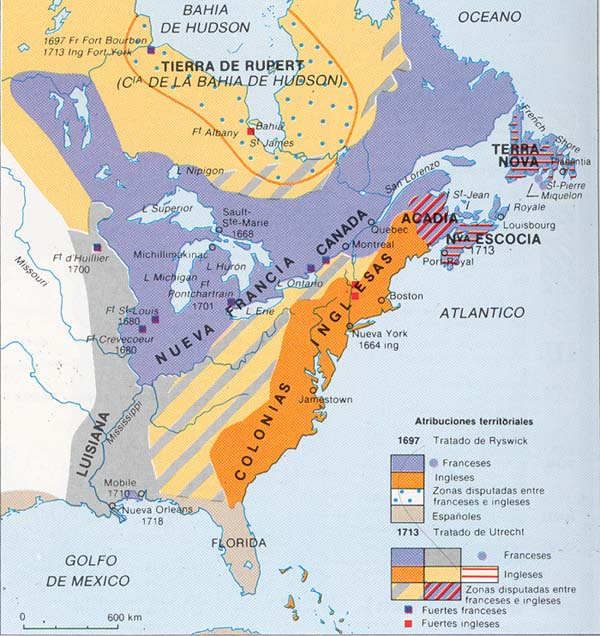 BAHIA
DE HUDSON
OCEANO
1697 Fr Fort Bourbon
1713 Ing Fort York
TIERRA DE RUPERT
(CIA DE LA BAHIA DE HUDSON)
Ft Albany
Bahia
St James
French Shore
TERRA-
NOVA
Placentia
St-Pierre
Miquelon
L Nipigon
San Lorenzo
St-Jean
I
I Royale
Louisbourg
ACADIA
NVA ESCOCIA
1713
Port-Royal
L Superior
Sault-
Ste-Marie
1668
Quebec
Montreal
Michillimakinac
L Hurón
L Michigan
Ft
Pontchartrain
1701
L Ontario
L Erie
Ft d'Huillier
1700
Missouri
Ft St-Louis
1680
Ft Crevecoeur
1680
NUEVA FRANCIA CANADA
COLONIAS INGLESAS
Boston
Nueva York
1664 ing
ATLANTICO
Jamestown
LUISIANA
Mississippi
Mobile
1710
Nueva Orleans
1718
FLORIDA
GOLFO
DE MEXICO
0 600 km
Atribuciones territoriales
1697 Tratado de Ryswick
Franceses
Ingleses
Zonas disputadas entre
franceses e ingleses
Españoles
1713 Tratado de Utrecht
Franceses
Ingleses
Zonas disputadas entre
franceses e ingleses
Fuertes franceses
Fuertes ingleses